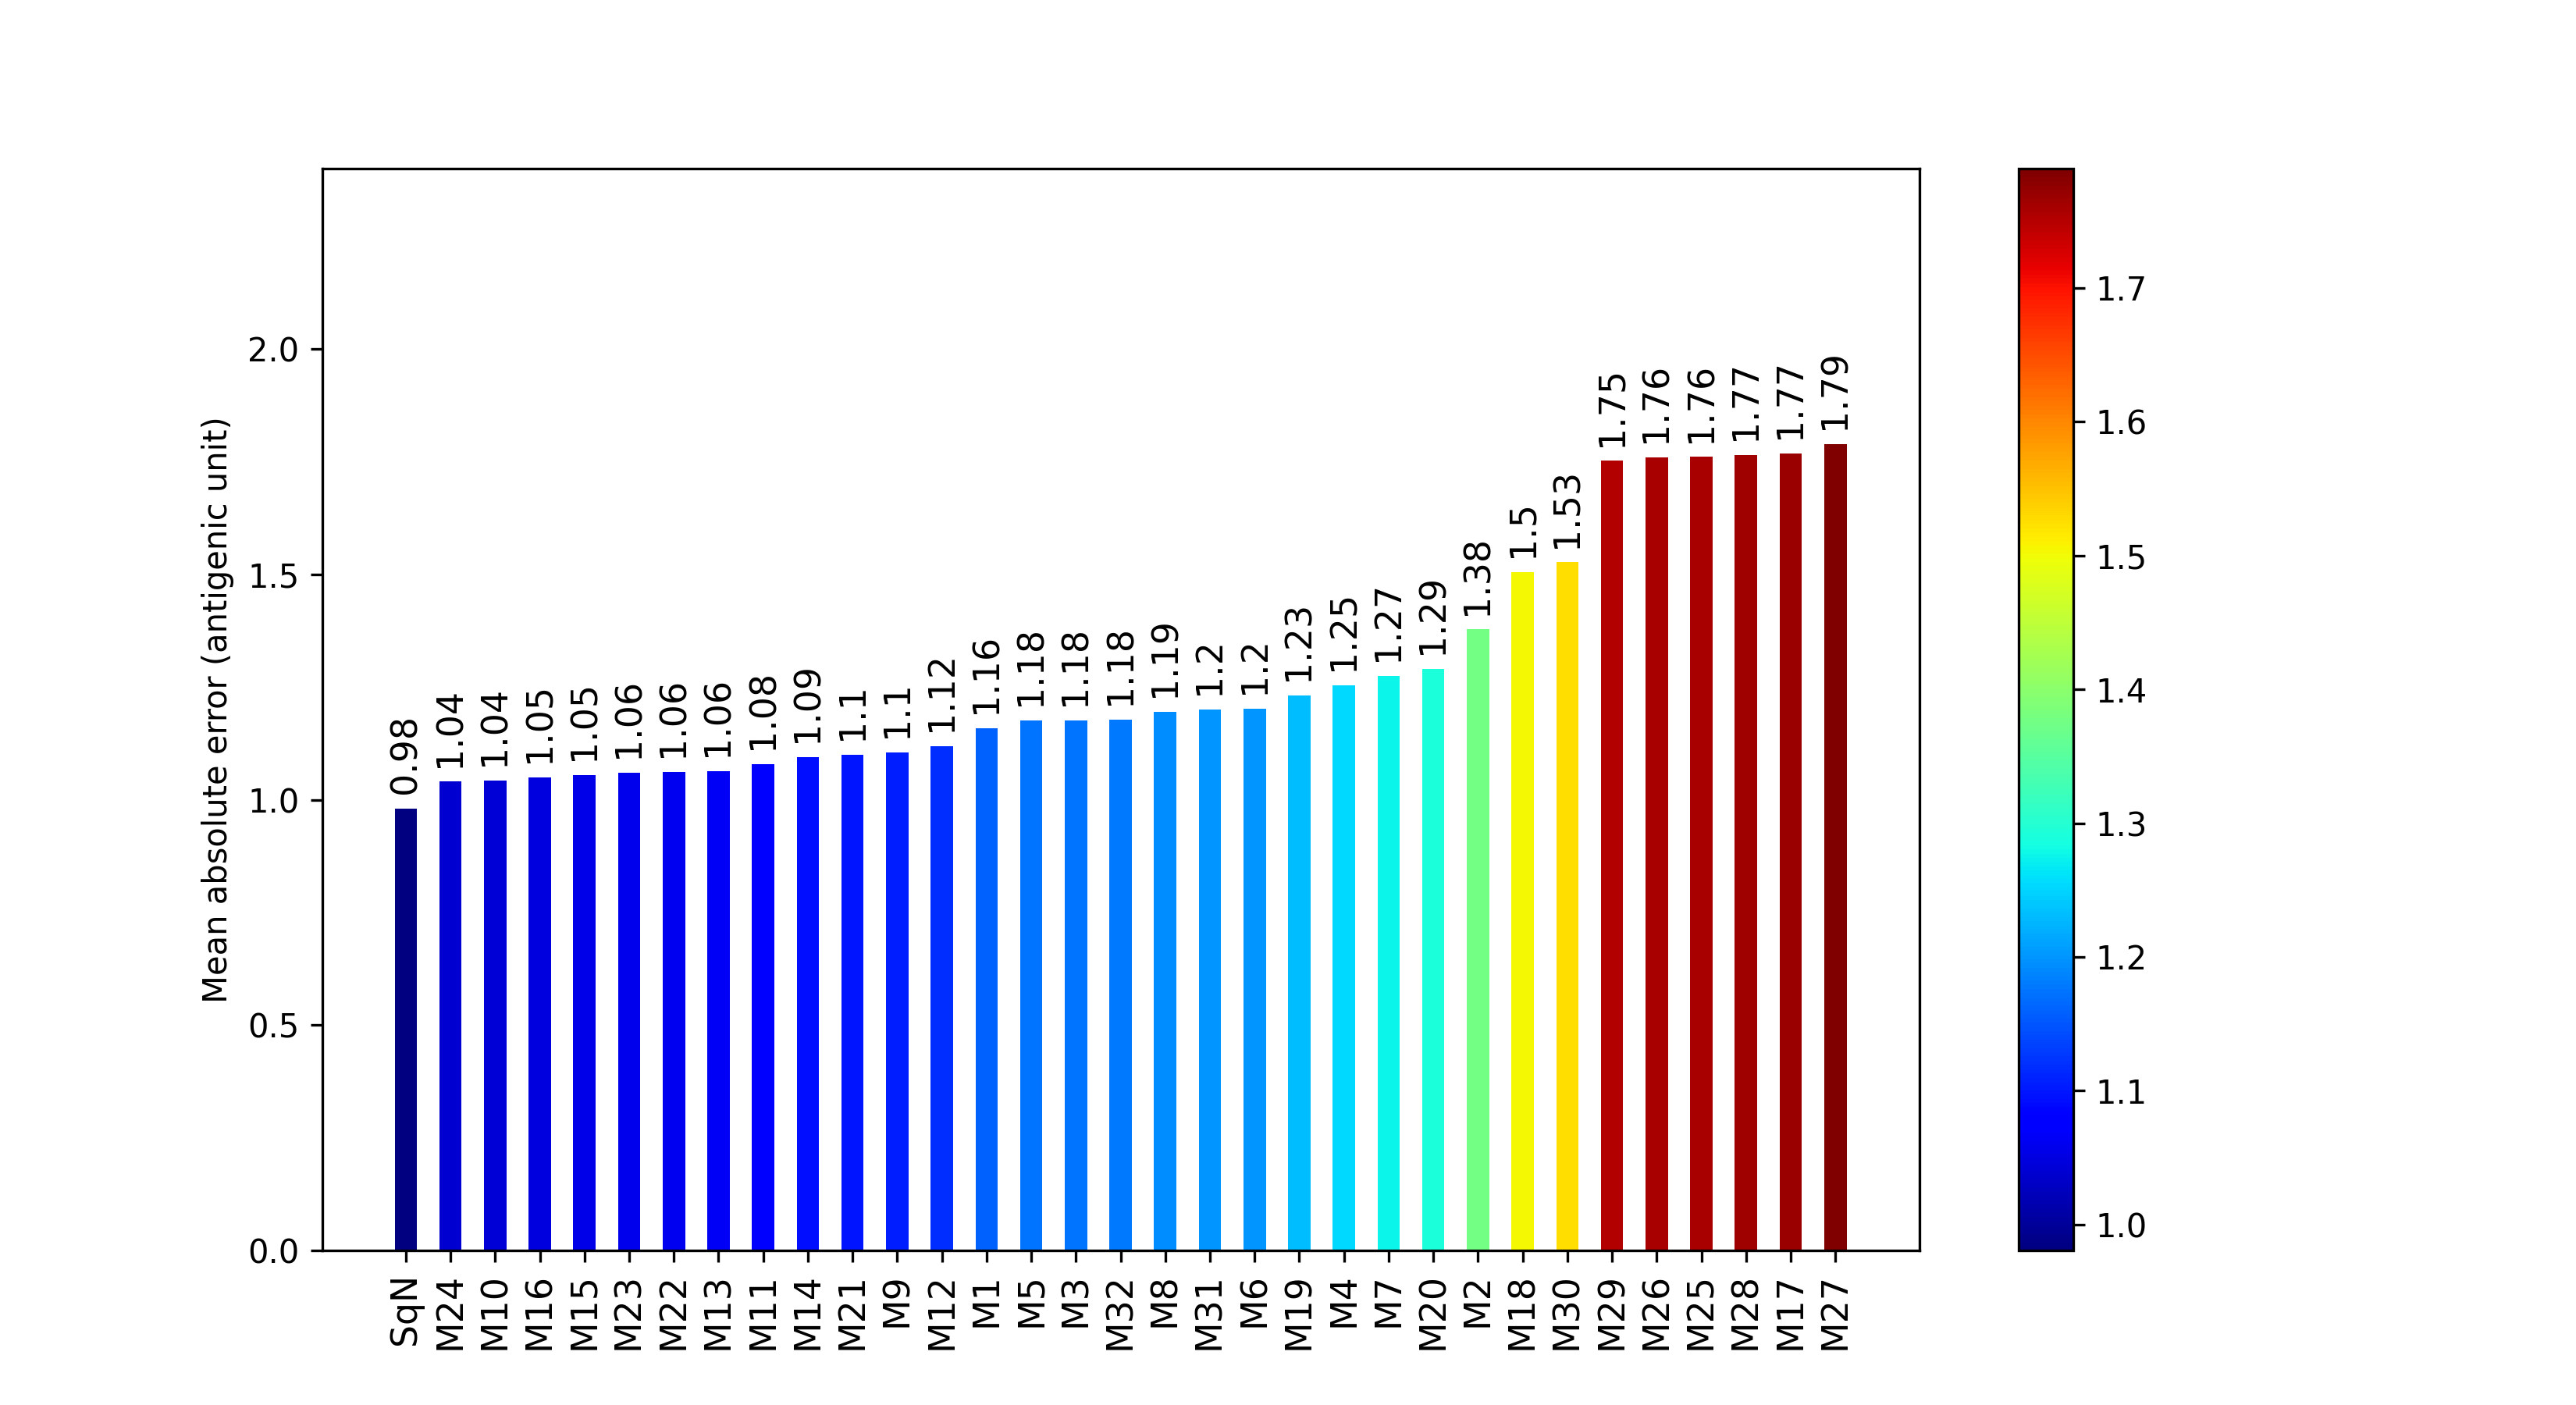 Mean absolute error (antigenic unit)
2.0
1.5
1.0
0.5
0.0
0.98
1.04
1.04
1.05
1.05
1.06
1.06
1.06
1.08
1.09
1.1
1.1
1.12
1.16
1.18
1.18
1.18
1.19
1.2
1.2
1.23
1.25
1.27
1.29
1.38
1.5
1.53
1.75
1.76
1.76
1.77
1.77
1.79
SqN
M24
M10
M16
M15
M23
M22
M13
M11
M14
M21
M9
M12
M1
M5
M3
M32
M8
M31
M6
M19
M4
M7
M20
M2
M18
M30
M29
M26
M25
M28
M17
M27
1.7
1.6
1.5
1.4
1.3
1.2
1.1
1.0